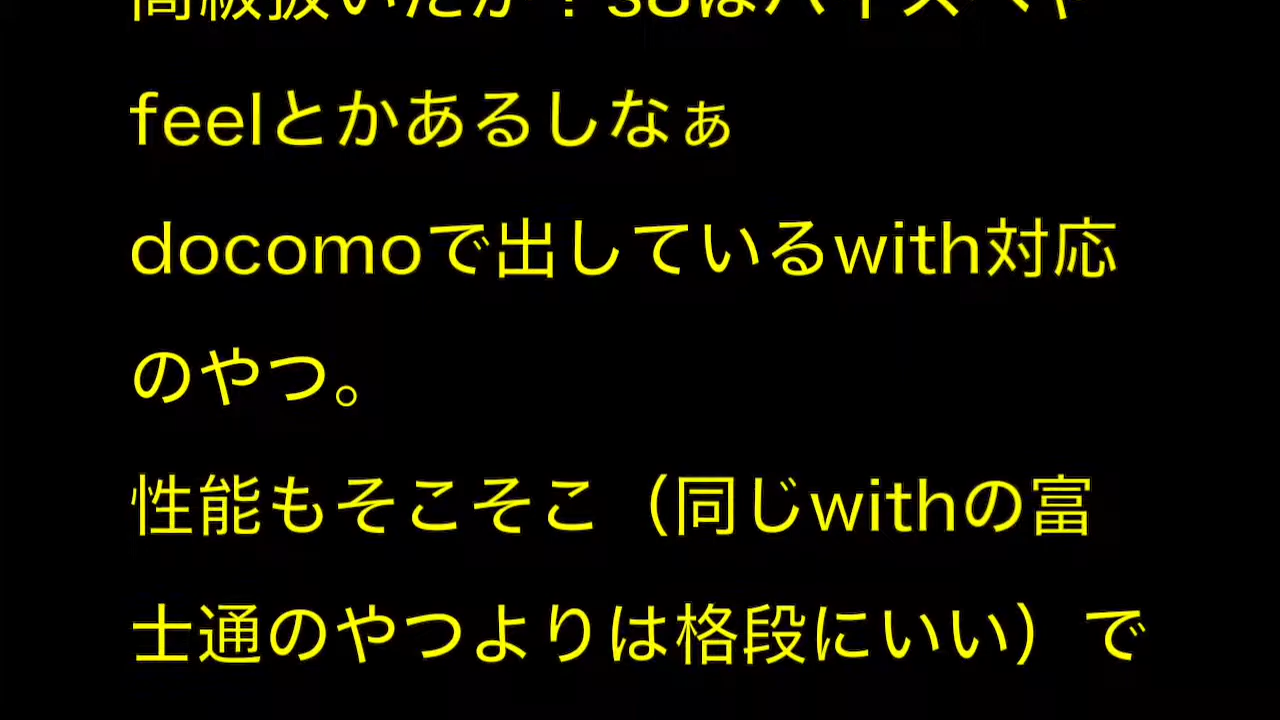 feelとかあるしなぁ
docomoで出しているwith対応
のやつ。
性能もそこそこ（同じwithの富
士通のやつよりは格段にいい）で